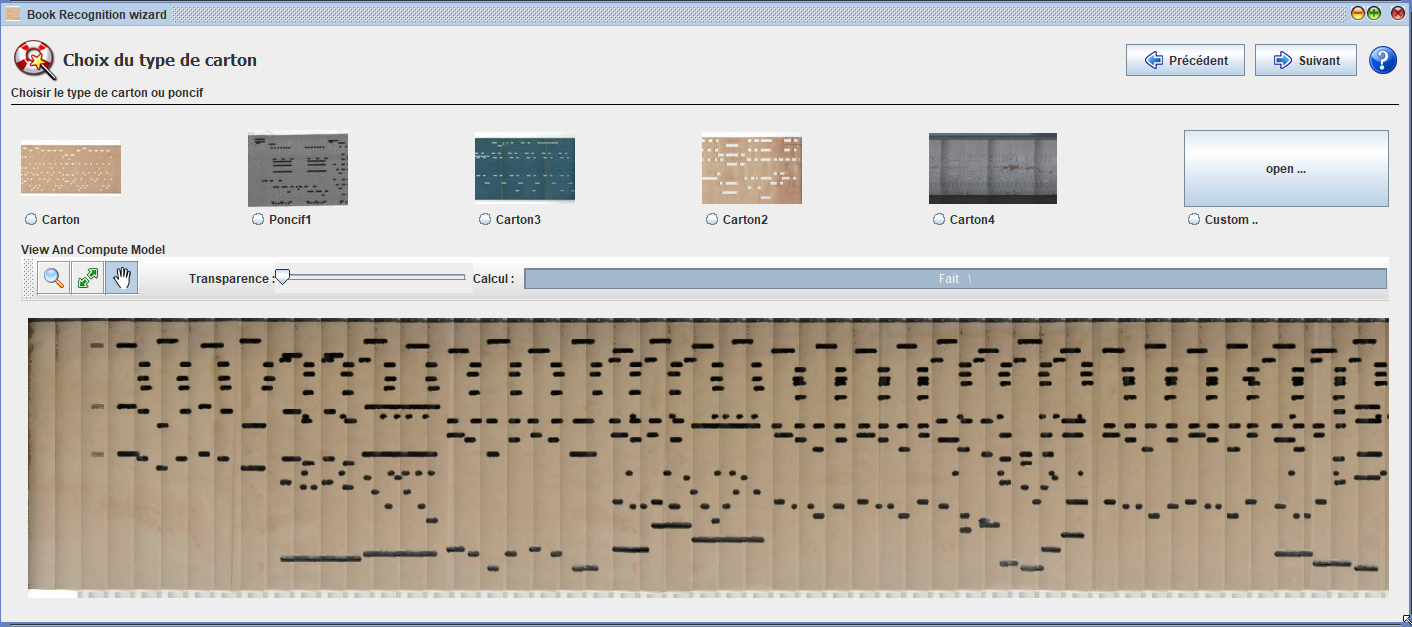 Book Recognition wizard
Choix du type de carton
Précédent
Suivant
?
Choisir le type de carton ou poncif
open ...
Carton
Poncif1
Carton3
Carton2
Carton4
Custom ..
View And Compute Model
Transparence :
Calcul :
Fait \